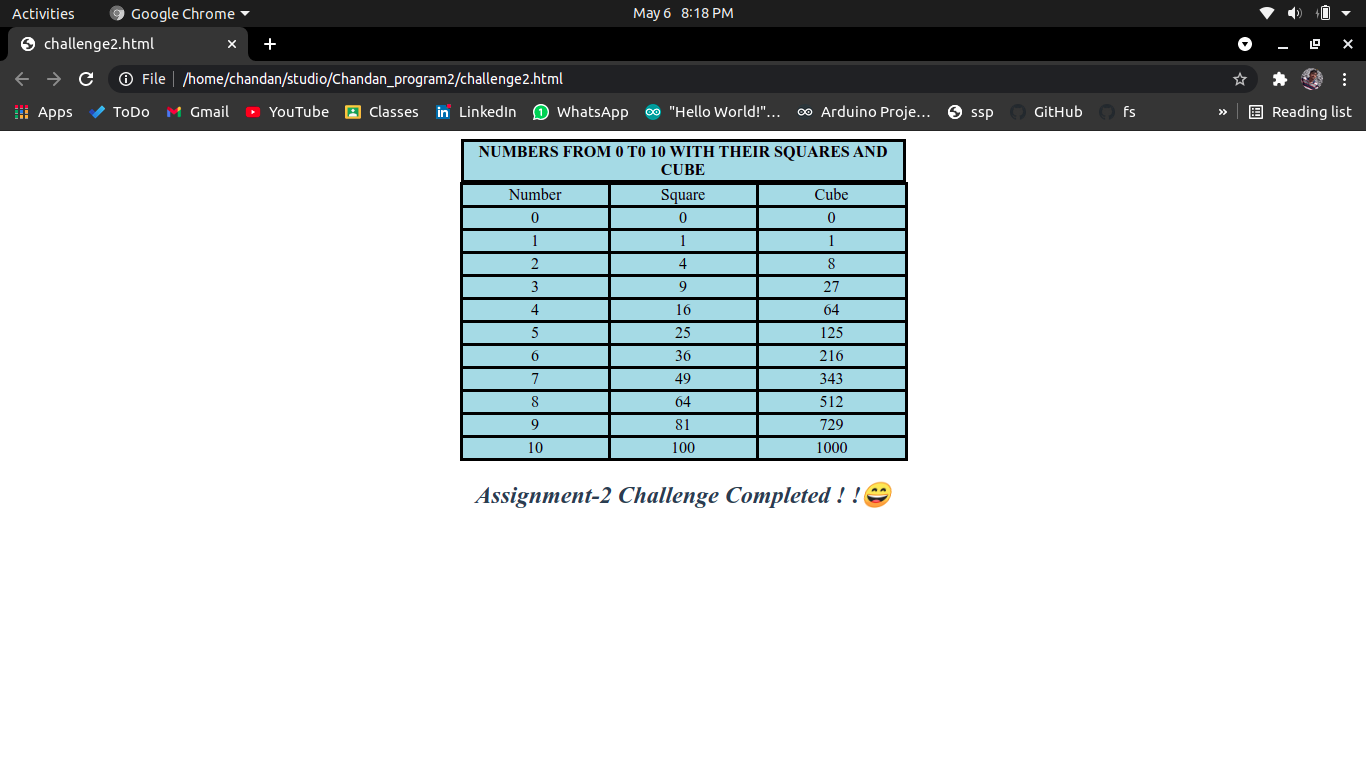 Activities Google Chrome May 6 8:18 PM
challenge2.html
File /home/chandan/studio/Chandan_program2/challenge2.html
Apps ToDo Gmail YouTube Classes LinkedIn WhatsApp "Hello World!"… Arduino Proje… ssp GitHub fs » Reading list
NUMBERS FROM 0 T0 10 WITH THEIR SQUARES AND
CUBE
Number Square Cube
0 0 0
1 1 1
2 4 8
3 9 27
4 16 64
5 25 125
6 36 216
7 49 343
8 64 512
9 81 729
10 100 1000
Assignment-2 Challenge Completed ! !😄